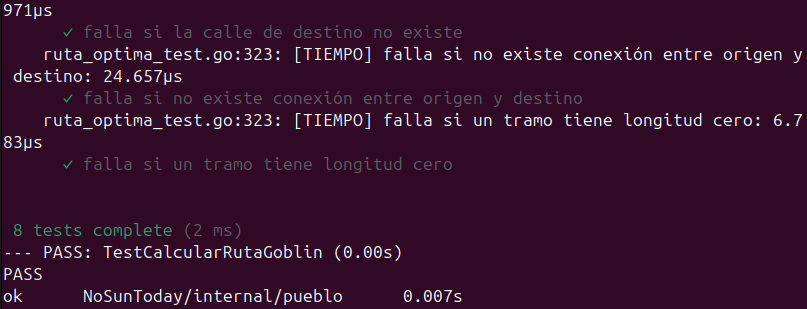 971µs
✓ falla si la calle de destino no existe
ruta_optima_test.go:323: [TIEMPO] falla si no existe conexión entre origen y
destino: 24.657µs
✓ falla si no existe conexión entre origen y destino
ruta_optima_test.go:323: [TIEMPO] falla si un tramo tiene longitud cero: 6.7
83µs
✓ falla si un tramo tiene longitud cero
8 tests complete (2 ms)
--- PASS: TestCalcularRutaGoblin (0.00s)
PASS
ok      NoSunToday/internal/pueblo      0.007s